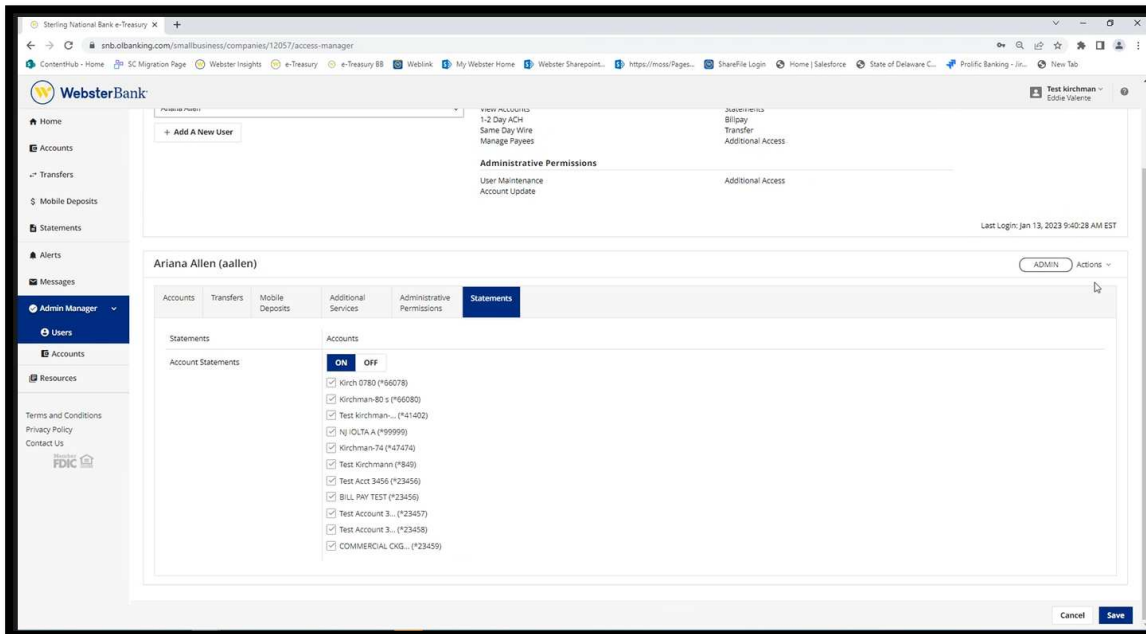 Sterling National Bank e-Treasury
snb.olbanking.com/smallbusiness/companies/12057/access-manager
ContentHub - Home SC Migration Page Webster Insights e-Treasury e-Treasury BB Weblink My Webster Home Webster Sharepoint... https://moss/Pages... ShareFile Login Home | Salesforce State of Delaware C... Prolific Banking - Jir... New Tab
WebsterBank
Test kirchman
Eddie Valente
Home
Accounts
Transfers
$ Mobile Deposits
Statements
Alerts
Messages
Admin Manager
Users
Accounts
Resources
Terms and Conditions
Privacy Policy
Contact Us
Member
FDIC
Ariana Allen
+ Add A New User
View Accounts Statements
1-2 Day ACH Billpay
Same Day Wire Transfer
Manage Payees Additional Access
Administrative Permissions
User Maintenance Additional Access
Account Update
Last Login: Jan 13, 2023 9:40:28 AM EST
Ariana Allen (aallen)
ADMIN Actions
Accounts Transfers Mobile Deposits Additional Services Administrative Permissions Statements
Statements Accounts
Account Statements ON OFF
Kirch 0780 (*66078)
Kirchman-80 s (*66080)
Test kirchman-... (*41402)
NJ IOLTA A (*99999)
Kirchman-74 (*47474)
Test Kirchmann (*849)
Test Acct 3456 (*23456)
BILL PAY TEST (*23456)
Test Account 3... (*23457)
Test Account 3... (*23458)
COMMERCIAL CKG... (*23459)
Cancel Save